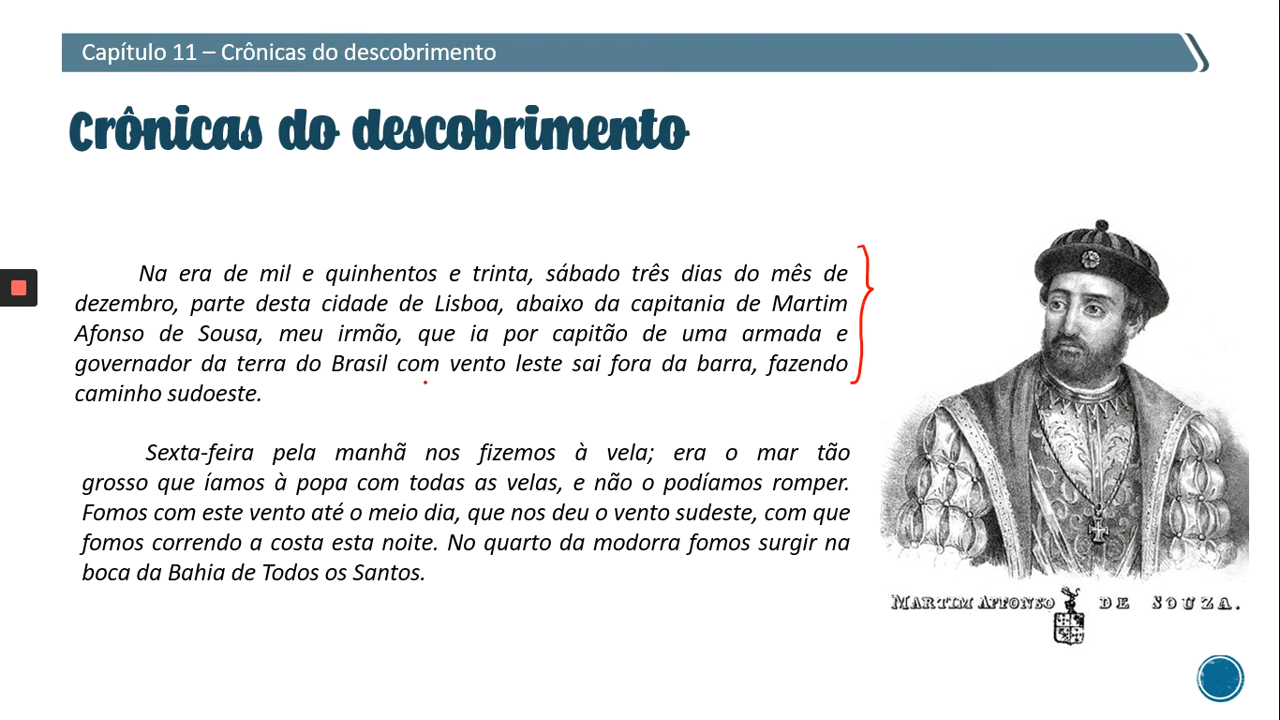 Capítulo 11 – Crônicas do descobrimento
Crônicas do descobrimento
Na era de mil e quinhentos e trinta, sábado três dias do mês de
dezembro, parte desta cidade de Lisboa, abaixo da capitania de Martim
Afonso de Sousa, meu irmão, que ia por capitão de uma armada e
governador da terra do Brasil com vento leste sai fora da barra, fazendo
caminho sudoeste.
Sexta-feira pela manhã nos fizemos à vela; era o mar tão
grosso que íamos à popa com todas as velas, e não o podíamos romper.
Fomos com este vento até o meio dia, que nos deu o vento sudeste, com que
fomos correndo a costa esta noite. No quarto da modorra fomos surgir na
boca da Bahia de Todos os Santos.
MARTIM AFFONSO DE SOUZA.